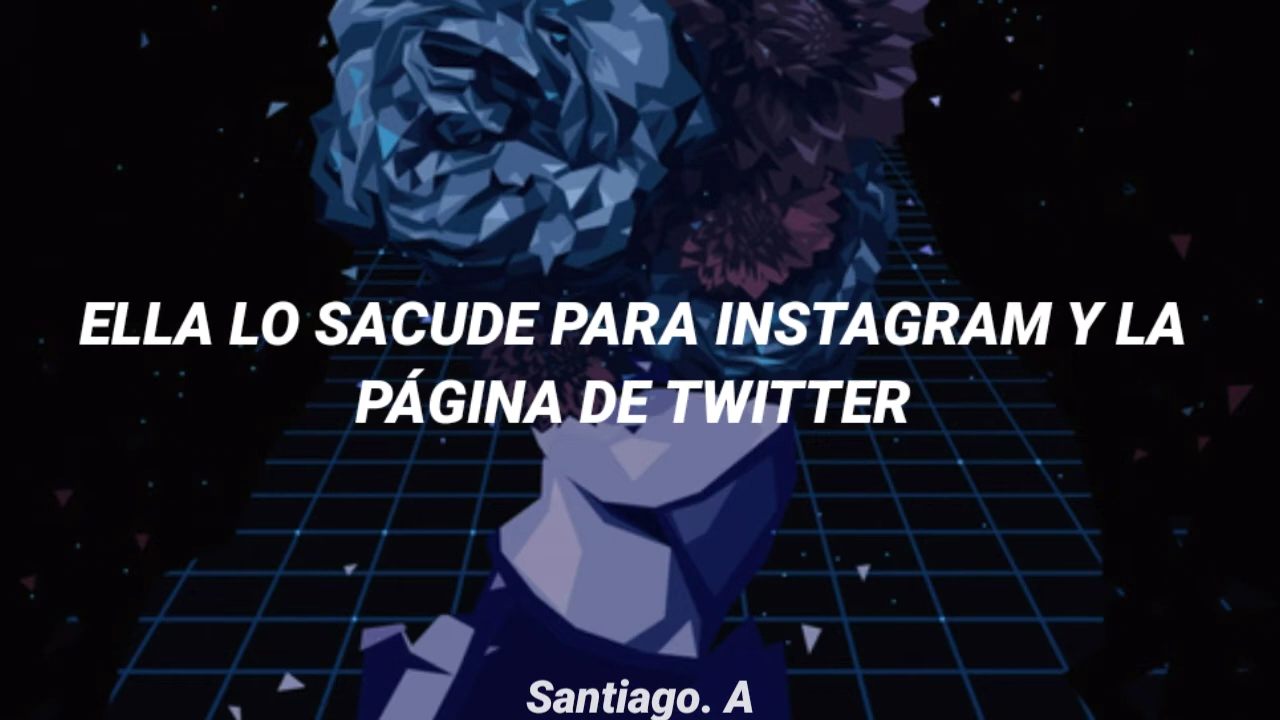 ELLA LO SACUDE PARA INSTAGRAM Y LA
PÁGINA DE TWITTER
Santiago. A